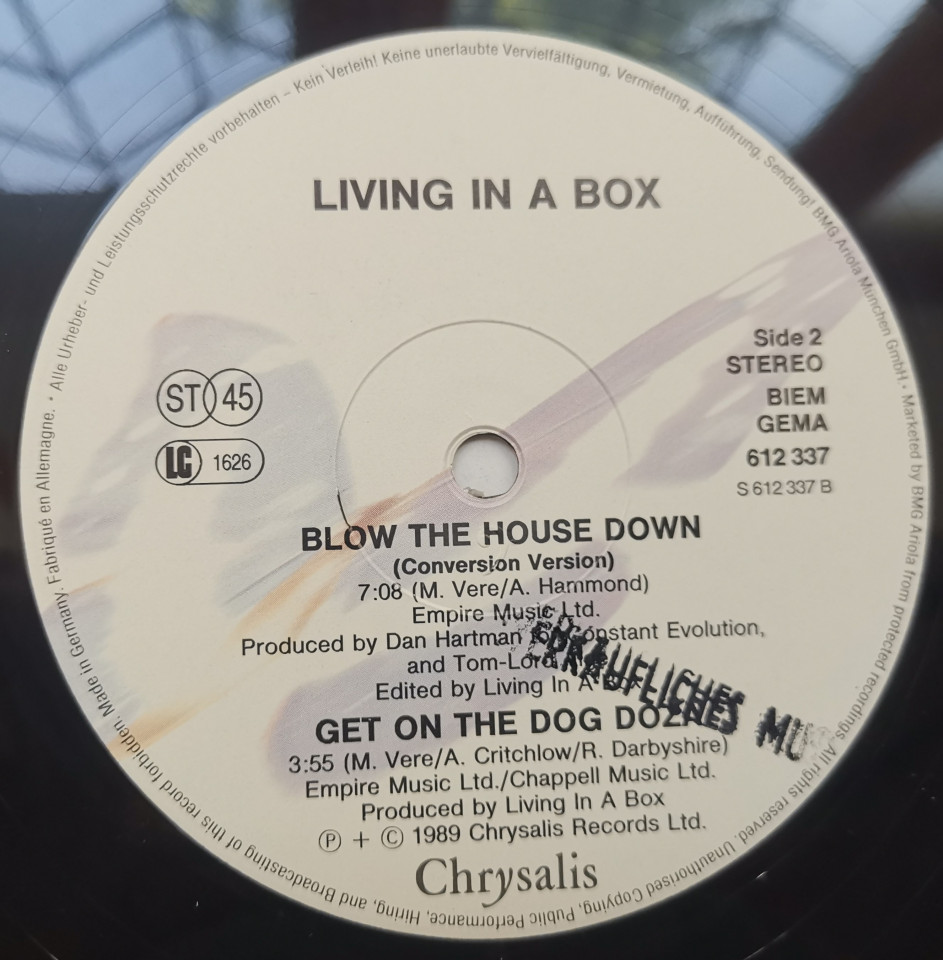 Made in Germany. Fabriqué en Allemagne. • Alle Urheber- und Leistungsschutzrechte vorbehalten – Kein Verleih! Keine unerlaubte Vervielfältigung, Vermietung, Aufführung, Sendung! BMG Ariola München GmbH • Marketed by BMG Ariola from protected recordings. All rights reserved. Unauthorised Copying, Public Performance, Hiring, and Broadcasting of this record forbidden.
LIVING IN A BOX
Side 2
STEREO
BIEM
GEMA
612 337
S 612 337 B
ST 45
LC 1626
BLOW THE HOUSE DOWN
(Conversion Version)
7:08 (M. Vere/A. Hammond)
Empire Music Ltd.
Produced by Dan Hartman for Constant Evolution,
and Tom-Lord
Edited by Living In A
GET ON THE DOG
3:55 (M. Vere/A. Critchlow/R. Darbyshire)
Empire Music Ltd./Chappell Music Ltd.
Produced by Living In A Box
Ⓟ + © 1989 Chrysalis Records Ltd.
Chrysalis